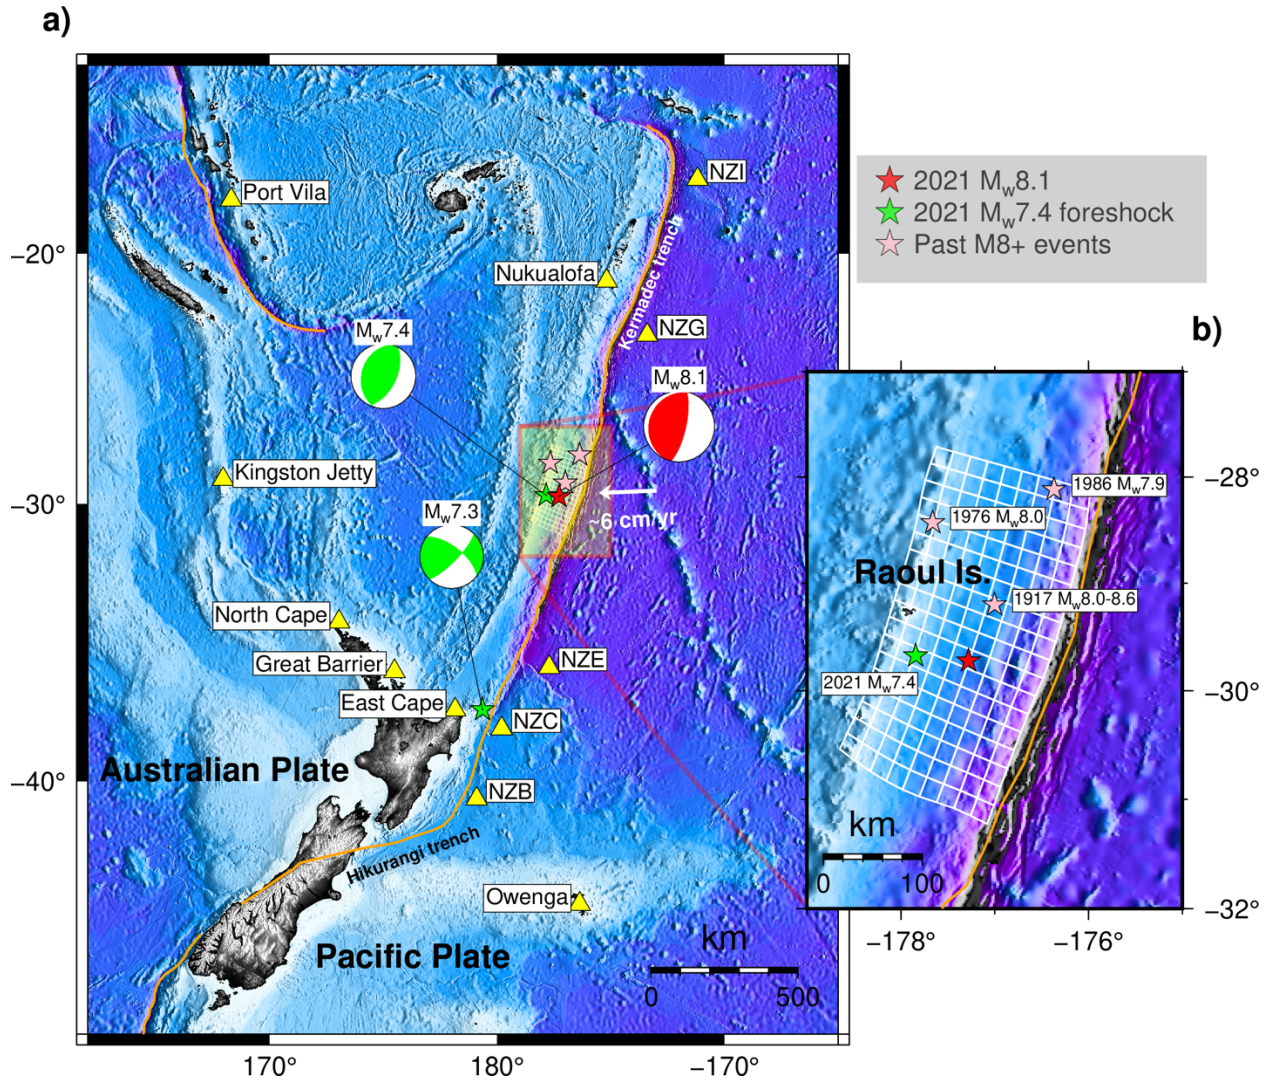 a)
Port Vila
NZI
2021 Mw8.1
2021 Mw7.4 foreshock
Past M8+ events
−20°
Nukualofa
Kermadec trench
NZG
Mw7.4
Mw8.1
b)
Kingston Jetty
−30°
Mw7.3
~6 cm/yr
North Cape
Great Barrier
East Cape
NZE
NZC
NZB
Australian Plate
−40°
Hikurangi trench
Owenga
Pacific Plate
km
0 500
170° 180° −170°
−28°
1986 Mw7.9
1976 Mw8.0
Raoul Is.
1917 Mw8.0-8.6
2021 Mw7.4
−30°
km
0 100
−32°
−178° −176°